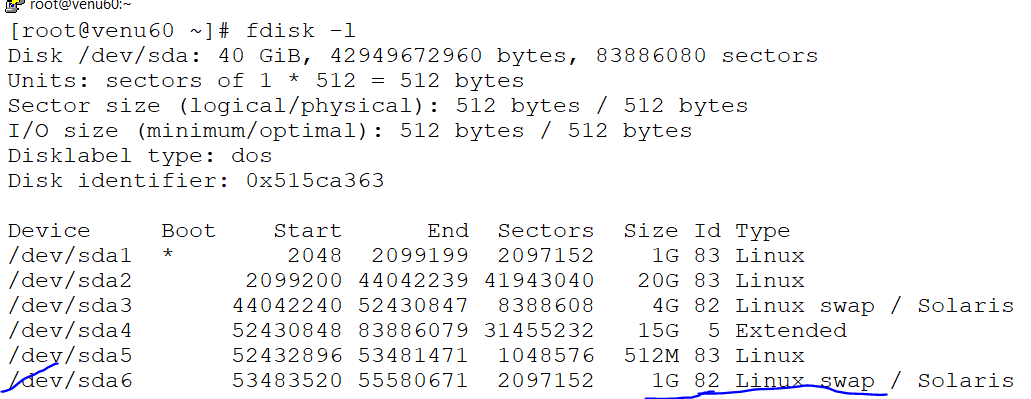 root@venu60:~
[root@venu60 ~]# fdisk -l
Disk /dev/sda: 40 GiB, 42949672960 bytes, 83886080 sectors
Units: sectors of 1 * 512 = 512 bytes
Sector size (logical/physical): 512 bytes / 512 bytes
I/O size (minimum/optimal): 512 bytes / 512 bytes
Disklabel type: dos
Disk identifier: 0x515ca363
Device Boot Start End Sectors Size Id Type
/dev/sda1 * 2048 2099199 2097152 1G 83 Linux
/dev/sda2 2099200 44042239 41943040 20G 83 Linux
/dev/sda3 44042240 52430847 8388608 4G 82 Linux swap / Solaris
/dev/sda4 52430848 83886079 31455232 15G 5 Extended
/dev/sda5 52432896 53481471 1048576 512M 83 Linux
/dev/sda6 53483520 55580671 2097152 1G 82 Linux swap / Solaris